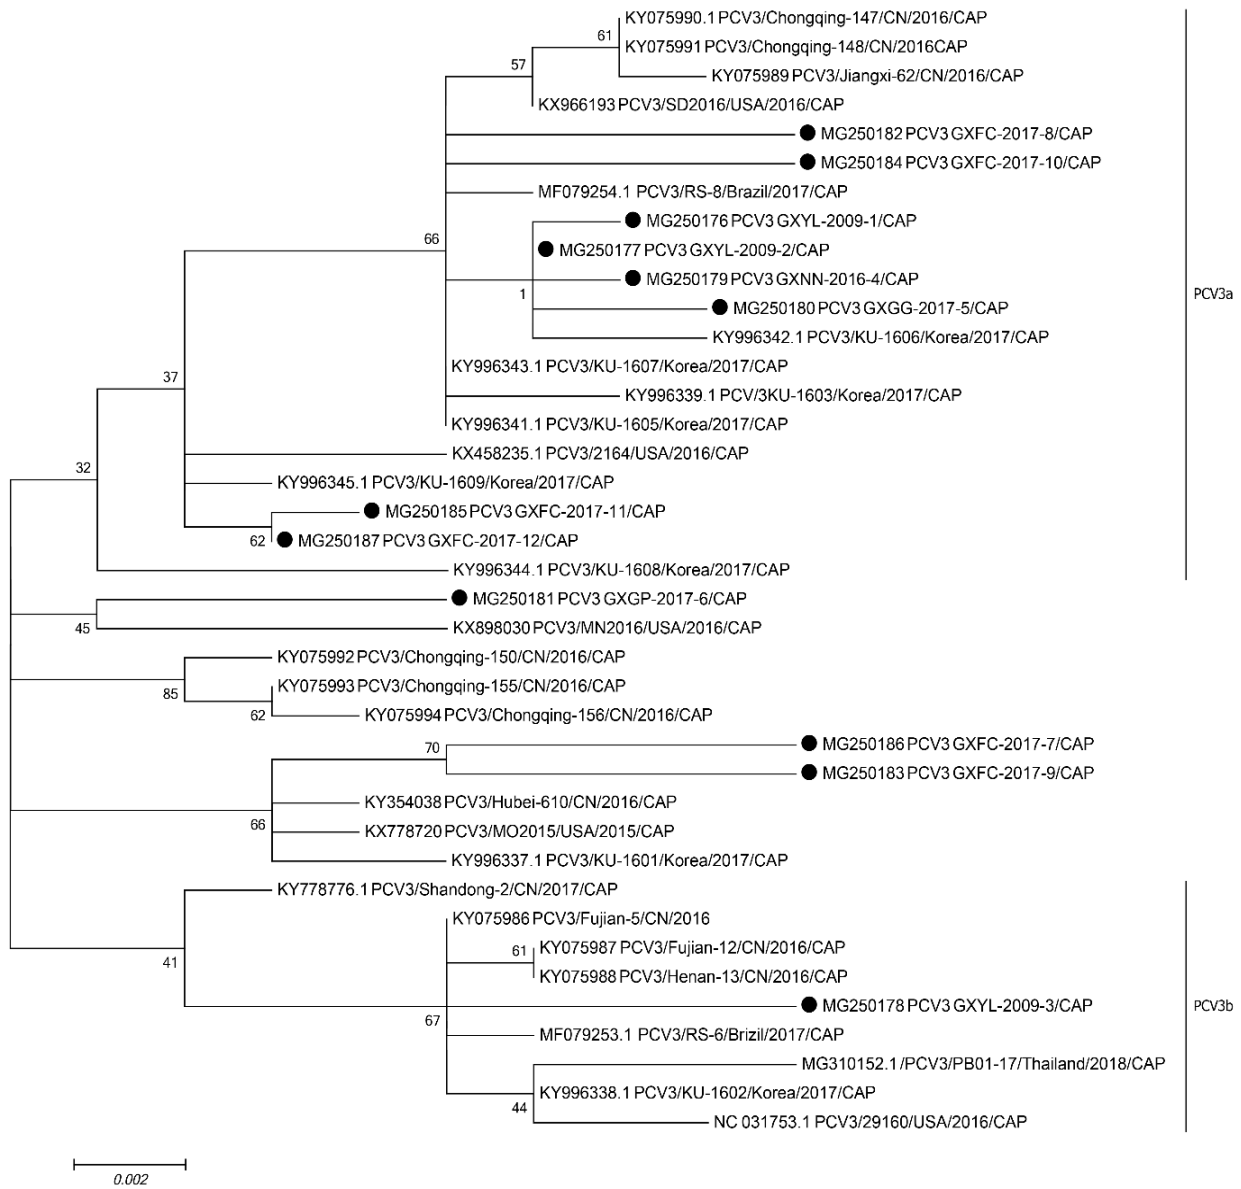 KY075990.1 PCV3/Chongqing-147/CN/2016/CAP
61
KY075991 PCV3/Chongqing-148/CN/2016CAP
57
KY075989 PCV3/Jiangxi-62/CN/2016/CAP
KX966193 PCV3/SD2016/USA/2016/CAP
MG250182 PCV3 GXFC-2017-8/CAP
MG250184 PCV3 GXFC-2017-10/CAP
MF079254.1 PCV3/RS-8/Brazil/2017/CAP
MG250176 PCV3 GXYL-2009-1/CAP
66
MG250177 PCV3 GXYL-2009-2/CAP
MG250179 PCV3 GXNN-2016-4/CAP
1
PCV3a
MG250180 PCV3 GXGG-2017-5/CAP
KY996342.1 PCV3/KU-1606/Korea/2017/CAP
KY996343.1 PCV3/KU-1607/Korea/2017/CAP
37
KY996339.1 PCV/3KU-1603/Korea/2017/CAP
KY996341.1 PCV3/KU-1605/Korea/2017/CAP
KX458235.1 PCV3/2164/USA/2016/CAP
32
KY996345.1 PCV3/KU-1609/Korea/2017/CAP
MG250185 PCV3 GXFC-2017-11/CAP
62
MG250187 PCV3 GXFC-2017-12/CAP
KY996344.1 PCV3/KU-1608/Korea/2017/CAP
MG250181 PCV3 GXGP-2017-6/CAP
45
KX898030 PCV3/MN2016/USA/2016/CAP
KY075992 PCV3/Chongqing-150/CN/2016/CAP
85
KY075993 PCV3/Chongqing-155/CN/2016/CAP
62
KY075994 PCV3/Chongqing-156/CN/2016/CAP
70
MG250186 PCV3 GXFC-2017-7/CAP
MG250183 PCV3 GXFC-2017-9/CAP
KY354038 PCV3/Hubei-610/CN/2016/CAP
66
KX778720 PCV3/MO2015/USA/2015/CAP
KY996337.1 PCV3/KU-1601/Korea/2017/CAP
KY778776.1 PCV3/Shandong-2/CN/2017/CAP
KY075986 PCV3/Fujian-5/CN/2016
61
KY075987 PCV3/Fujian-12/CN/2016/CAP
41
KY075988 PCV3/Henan-13/CN/2016/CAP
MG250178 PCV3 GXYL-2009-3/CAP
PCV3b
67
MF079253.1 PCV3/RS-6/Brizil/2017/CAP
MG310152.1/PCV3/PB01-17/Thailand/2018/CAP
KY996338.1 PCV3/KU-1602/Korea/2017/CAP
44
NC 031753.1 PCV3/29160/USA/2016/CAP
0.002